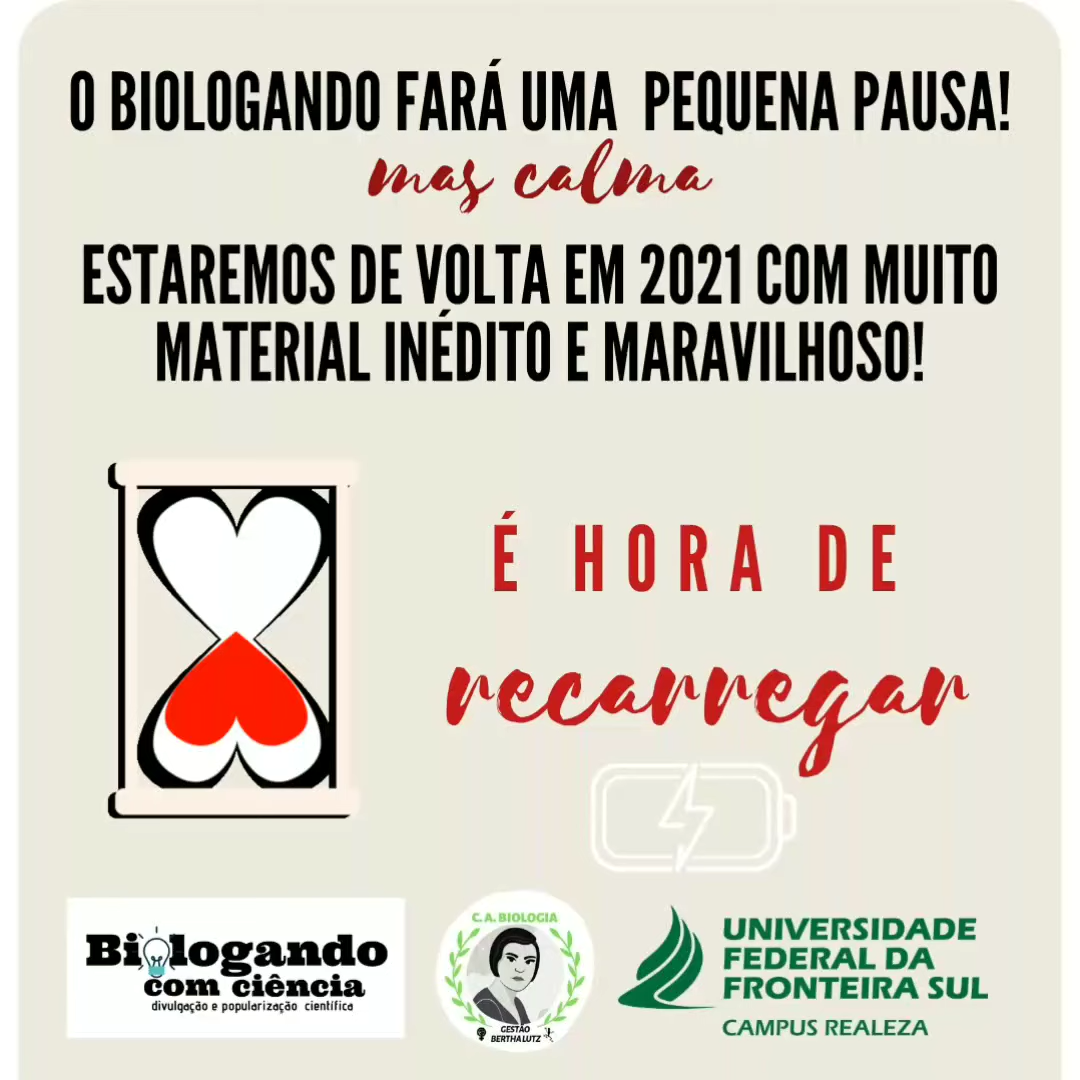 O BIOLOGANDO FARÁ UMA PEQUENA PAUSA!
mas calma
ESTAREMOS DE VOLTA EM 2021 COM MUITO
MATERIAL INÉDITO E MARAVILHOSO!
É HORA DE
recarregar
Biologando
com ciência
divulgação e popularização científica
C. A. BIOLOGIA
GESTÃO
BERTHA LUTZ
UNIVERSIDADE
FEDERAL DA
FRONTEIRA SUL
CAMPUS REALEZA